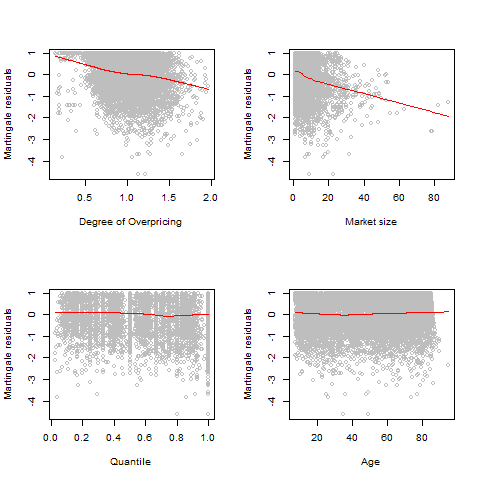 Martingale residuals
1
0
-1
-2
-3
-4
0.5 1.0 1.5 2.0
Degree of Overpricing
Martingale residuals
1
0
-1
-2
-3
-4
0 20 40 60 80
Market size
Martingale residuals
1
0
-1
-2
-3
-4
0.0 0.2 0.4 0.6 0.8 1.0
Quantile
Martingale residuals
1
0
-1
-2
-3
-4
20 40 60 80
Age